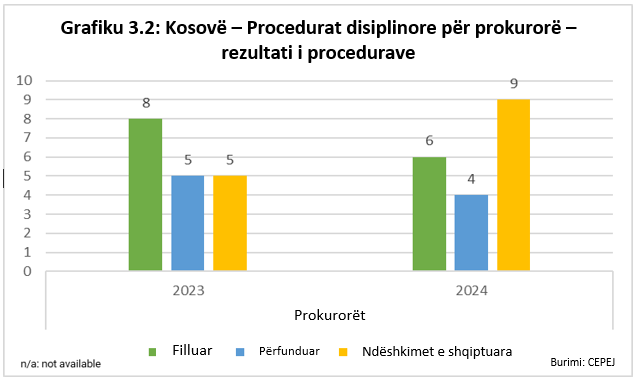 Grafiku 3.2: Kosovë – Procedurat disiplinore për prokurorë –
rezultati i procedurave
10
9
8
7
6
5
4
3
2
1
0
8
5
5
6
4
9
2023
2024
Prokurorët
Filluar
Përfunduar
Ndëshkimet e shqiptuara
n/a: not available
Burimi: CEPEJ